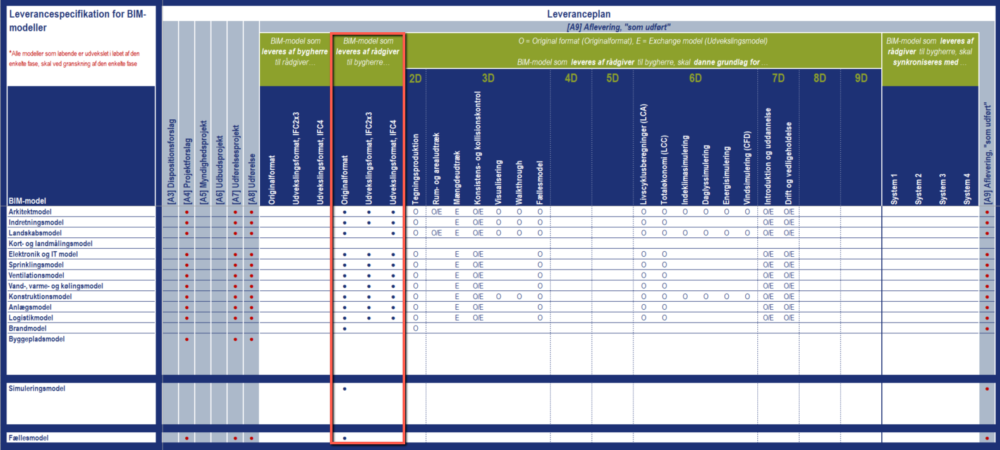 Leverancespecifikation for BIM-
modeller
*Alle modeller som løbende er udvekslet i løbet af den
enkelte fase, skal ved granskning af den enkelte fase
Leveranceplan
[A9] Aflevering, "som udført"
BIM-model som
leveres af bygherre
til rådgiver…
BIM-model som
leveres af rådgiver
til bygherre…
O = Original format (Originalformat), E = Exchange model (Udvekslingsmodel)
BIM-model som leveres af rådgiver til bygherre, skal danne grundlag for …
BIM-model som leveres af
rådgiver til bygherre, skal
synkroniseres med …
2D 3D 4D 5D 6D 7D 8D 9D
BIM-model
[A3] Dispositionsforslag
[A4] Projektforslag
[A5] Myndighedsprojekt
[A6] Udbudsprojekt
[A7] Udførelsesprojekt
[A8] Udførelse
Originalformat
Udvekslingsformat, IFC2x3
Udvekslingsformat, IFC4
Originalformat
Udvekslingsformat, IFC2x3
Udvekslingsformat, IFC4
Tegningsproduktion
Rum- og arealudtræk
Mængdeudtræk
Konsistens- og kollisionskontrol
Visualisering
Walkthrough
Fællesmodel
Livscyklusberegninger (LCA)
Totaløkonomi (LCC)
Indeklimasimulering
Daglyssimulering
Energisimulering
Vindsimulering (CFD)
Introduktion og uddannelse
Drift og vedligeholdelse
System 1
System 2
System 3
System 4
[A9] Aflevering, "som udført"
Arkitektmodel • • • • • • O O/E E O/E O O O O O O O O O O/E O/E •
Indretningsmodel • • • • • • O E O/E O O O O O O/E O/E •
Landskabsmodel • • • • • O O/E E O/E O O O O O O O O O O/E O/E •
Kort- og landmålingsmodel
Elektronik og IT model • • • • • • O E O/E O O O O/E O/E •
Sprinklingsmodel • • • • • • O E O/E O O O O/E O/E •
Ventilationsmodel • • • • • • O E O/E O O O O/E O/E •
Vand-, varme- og kølingsmodel • • • • • • O E O/E O O O O/E O/E •
Konstruktionsmodel • • • • • • O E O/E O O O O O O O O O O/E O/E •
Anlægsmodel • • • • • • O E O/E O O O O/E O/E •
Logistikmodel • • • • • • O E O/E O O O O/E O/E •
Brandmodel • O •
Byggepladsmodel • • •
Simuleringsmodel • •
Fællesmodel • • • • •